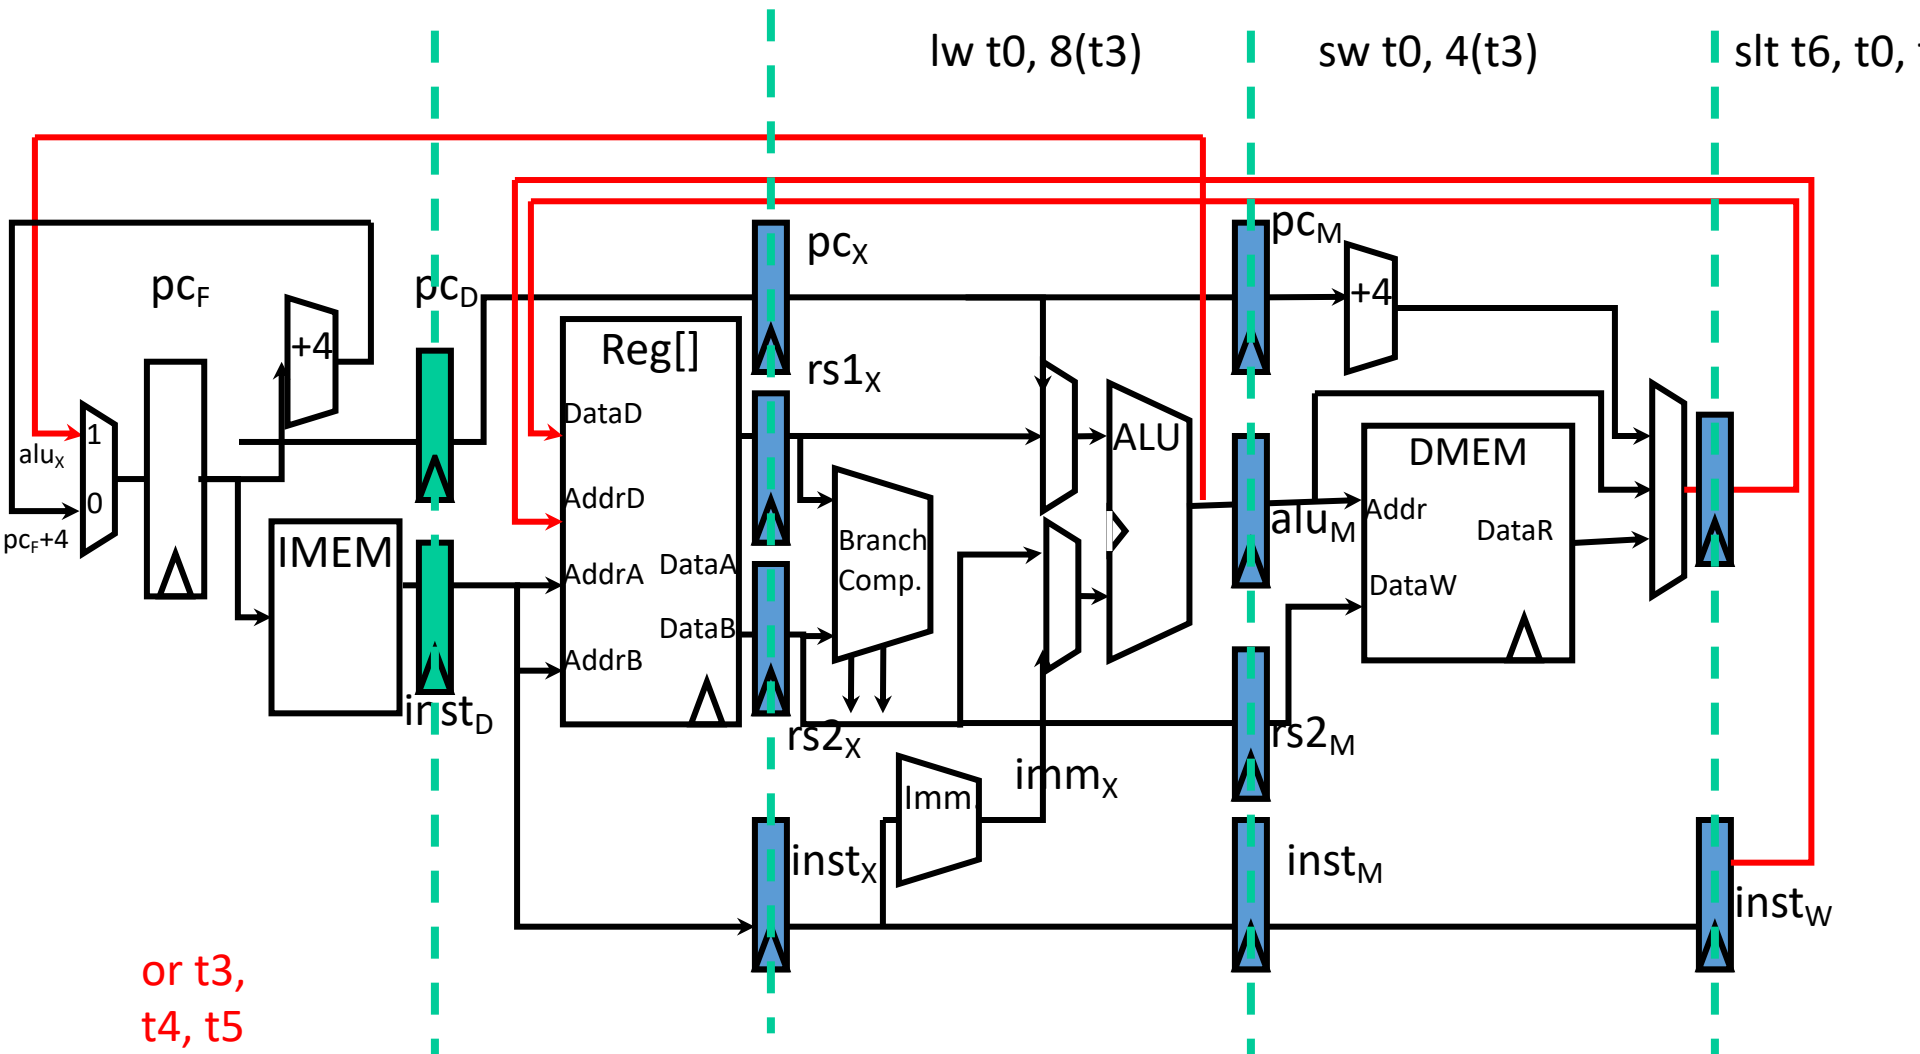 lw t0, 8(t3)
sw t0, 4(t3)
slt t6, t0,
pcF
+4
pcD
pcX
pcM
+4
Reg[]
rs1X
DataD
1
aluX
ALU
DMEM
0
AddrD
aluM
Addr
pcF+4
IMEM
Branch
Comp.
DataR
AddrA
DataA
DataW
DataB
AddrB
instD
rs2X
rs2M
Imm.
immX
instX
instM
instW
or t3,
t4, t5